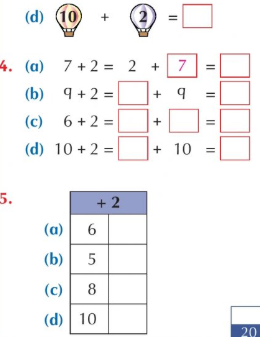 (d) 10 + 2 =
4. (a) 7 + 2 = 2 + 7 =
(b) 9 + 2 = + 9 =
(c) 6 + 2 = + =
(d) 10 + 2 = + 10 =
5.
+ 2
(a) 6
(b) 5
(c) 8
(d) 10
20